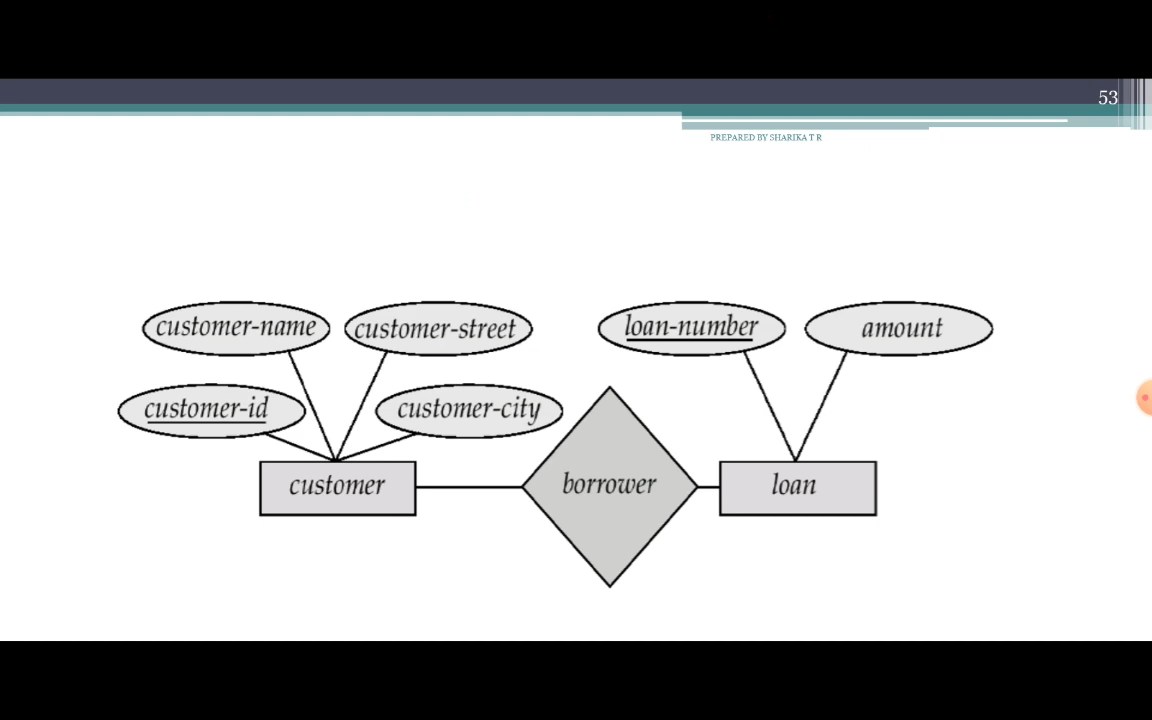 53
PREPARED BY SHARIKA T R
customer-name customer-street loan-number amount
customer-id customer-city
customer borrower loan